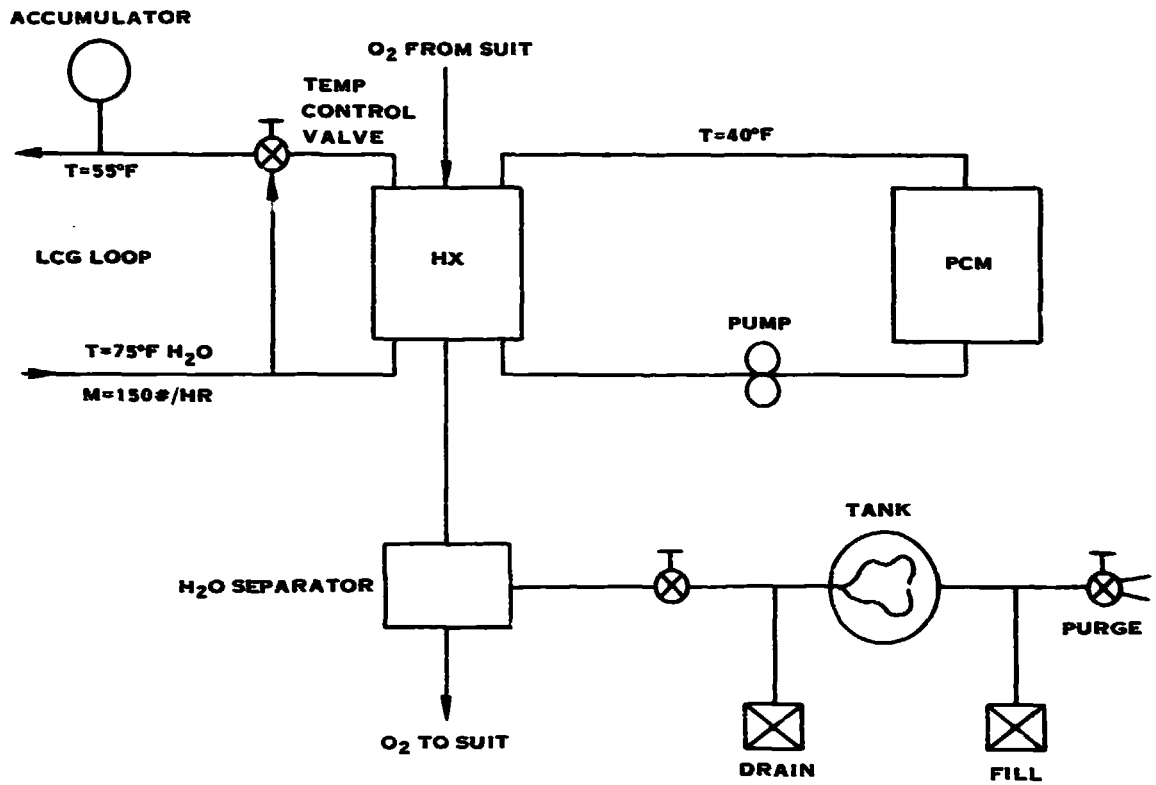 ACCUMULATOR
O2 FROM SUIT
TEMP
CONTROL
VALVE
T=40°F
T=55°F
LCG LOOP
HX
PCM
PUMP
T=75°F H2O
M=150#/HR
TANK
H2O SEPARATOR
PURGE
O2 TO SUIT
DRAIN
FILL